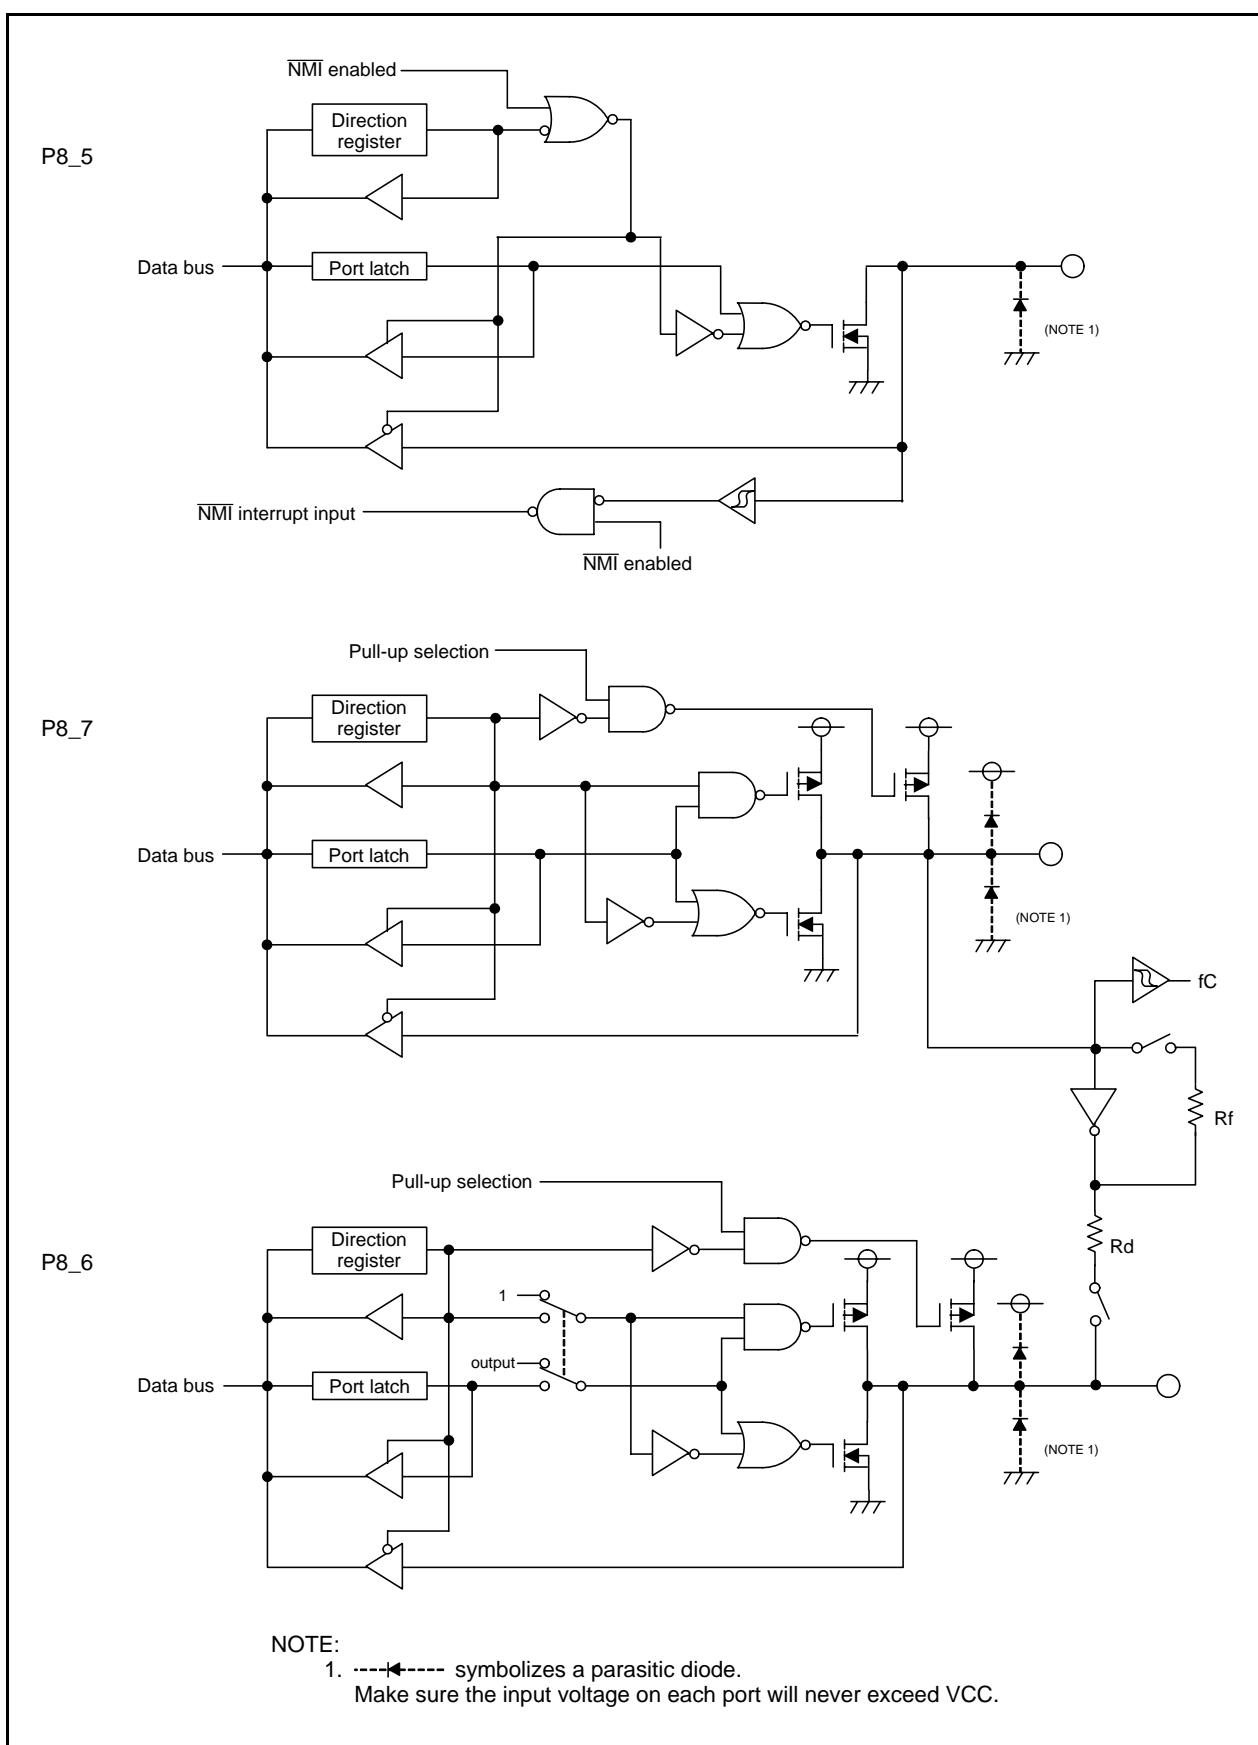 N̅M̅I̅ enabled
Direction
register
P8_5
Data bus
Port latch
(NOTE 1)
N̅M̅I̅ interrupt input
N̅M̅I̅ enabled
Pull-up selection
Direction
register
P8_7
Data bus
Port latch
(NOTE 1)
fC
Rf
Pull-up selection
Direction
register
Rd
P8_6
1
output
Data bus
Port latch
(NOTE 1)
NOTE:
1. symbolizes a parasitic diode.
Make sure the input voltage on each port will never exceed VCC.